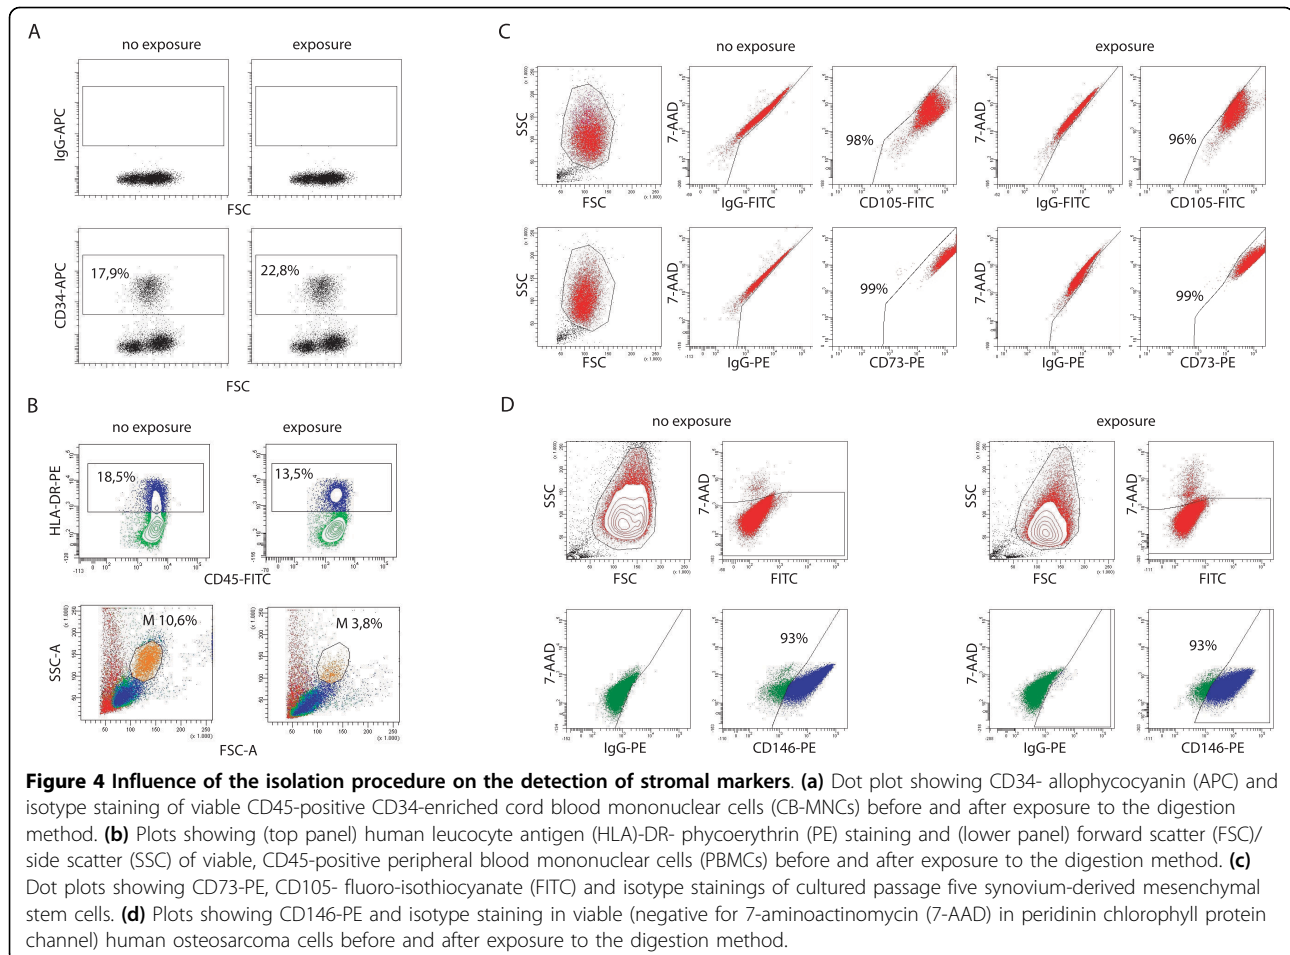 A
no exposure
exposure
IgG-APC
FSC
17,9%
22,8%
CD34-APC
FSC
B
no exposure
exposure
HLA-DR-PE
18,5%
13,5%
CD45-FITC
M 10,6%
M 3,8%
SSC-A
FSC-A
C
no exposure
exposure
SSC
FSC
7-AAD
IgG-FITC
98%
CD105-FITC
7-AAD
IgG-FITC
96%
CD105-FITC
SSC
FSC
7-AAD
IgG-PE
99%
CD73-PE
7-AAD
IgG-PE
99%
CD73-PE
D
no exposure
exposure
SSC
FSC
7-AAD
FITC
SSC
FSC
7-AAD
FITC
7-AAD
IgG-PE
93%
CD146-PE
7-AAD
IgG-PE
93%
CD146-PE
Figure 4 Influence of the isolation procedure on the detection of stromal markers. (a) Dot plot showing CD34- allophycocyanin (APC) and
isotype staining of viable CD45-positive CD34-enriched cord blood mononuclear cells (CB-MNCs) before and after exposure to the digestion
method. (b) Plots showing (top panel) human leucocyte antigen (HLA)-DR- phycoerythrin (PE) staining and (lower panel) forward scatter (FSC)/
side scatter (SSC) of viable, CD45-positive peripheral blood mononuclear cells (PBMCs) before and after exposure to the digestion method. (c)
Dot plots showing CD73-PE, CD105- fluoro-isothiocyanate (FITC) and isotype stainings of cultured passage five synovium-derived mesenchymal
stem cells. (d) Plots showing CD146-PE and isotype staining in viable (negative for 7-aminoactinomycin (7-AAD) in peridinin chlorophyll protein
channel) human osteosarcoma cells before and after exposure to the digestion method.